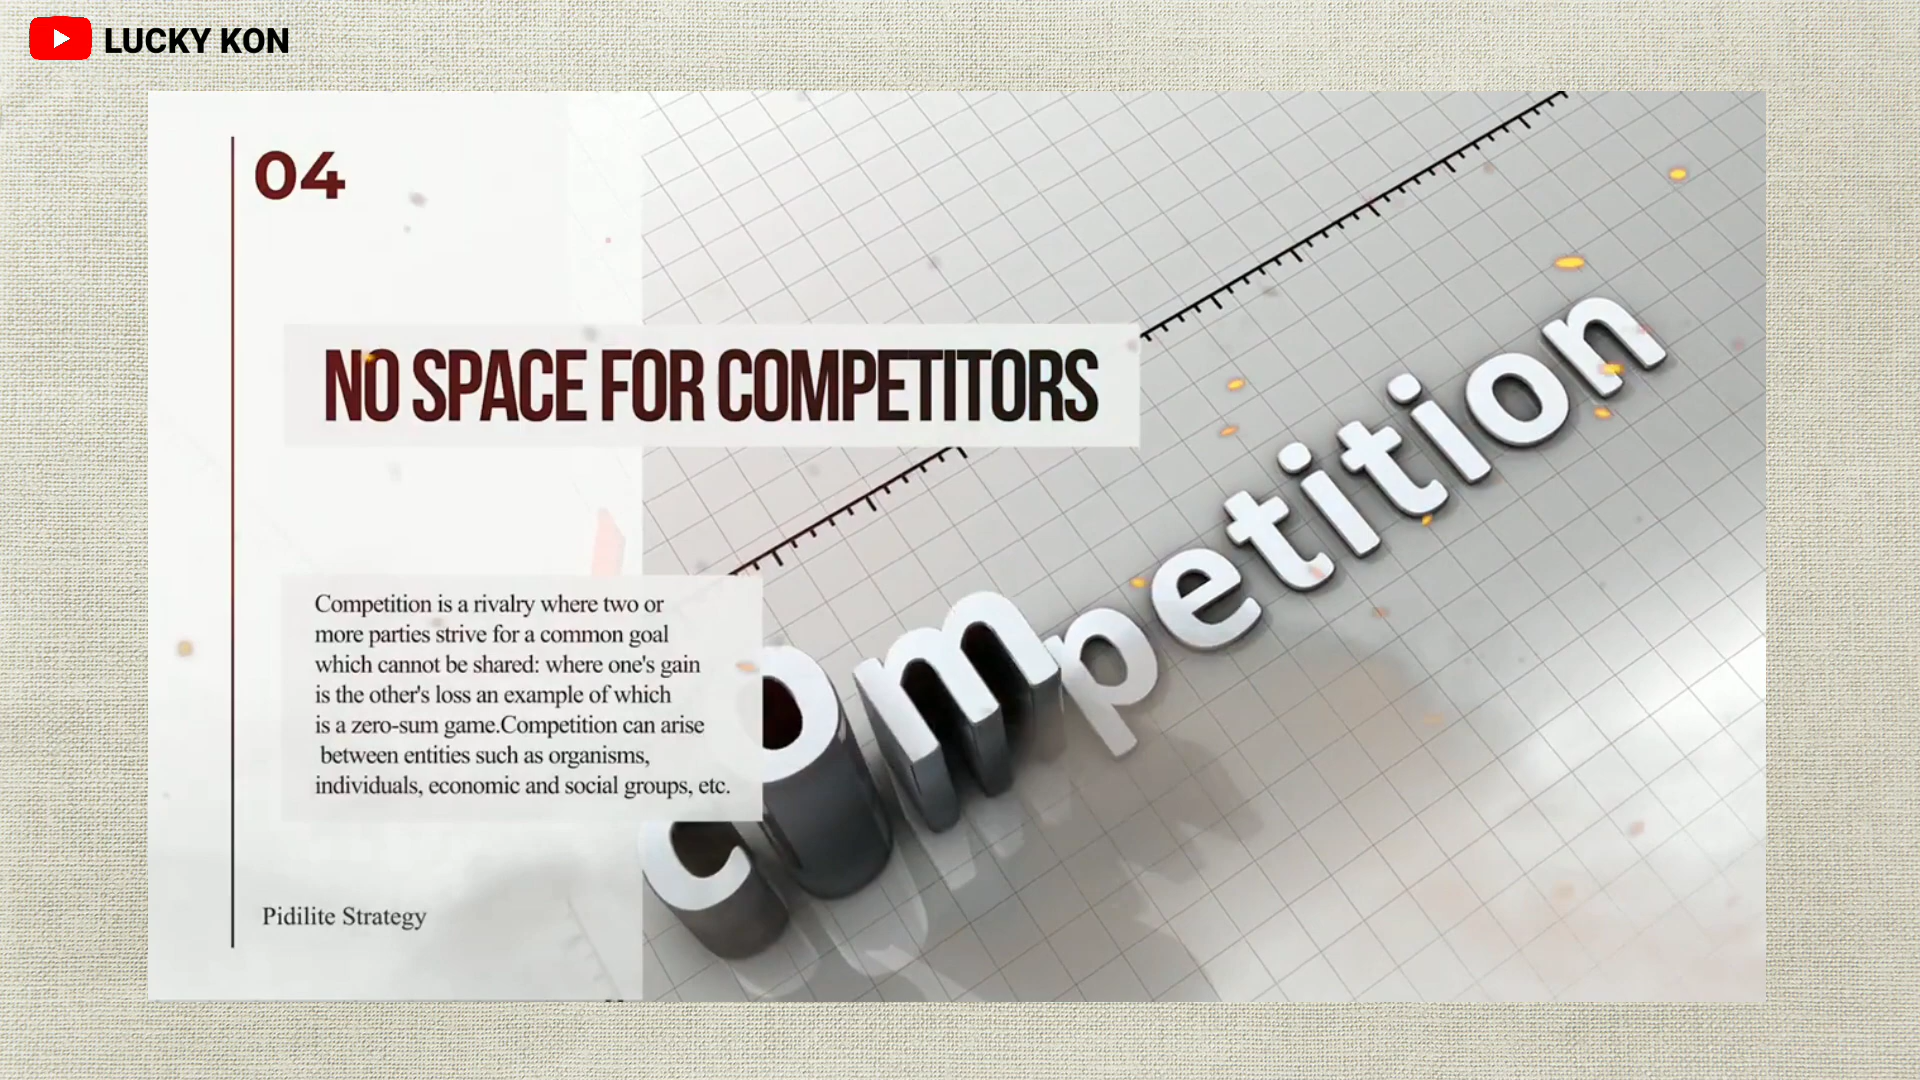 LUCKY KON
04
NO SPACE FOR COMPETITORS
Competition is a rivalry where two or
more parties strive for a common goal
which cannot be shared: where one's gain
is the other's loss an example of which
is a zero-sum game.Competition can arise
between entities such as organisms,
individuals, economic and social groups, etc.
competition
Pidilite Strategy